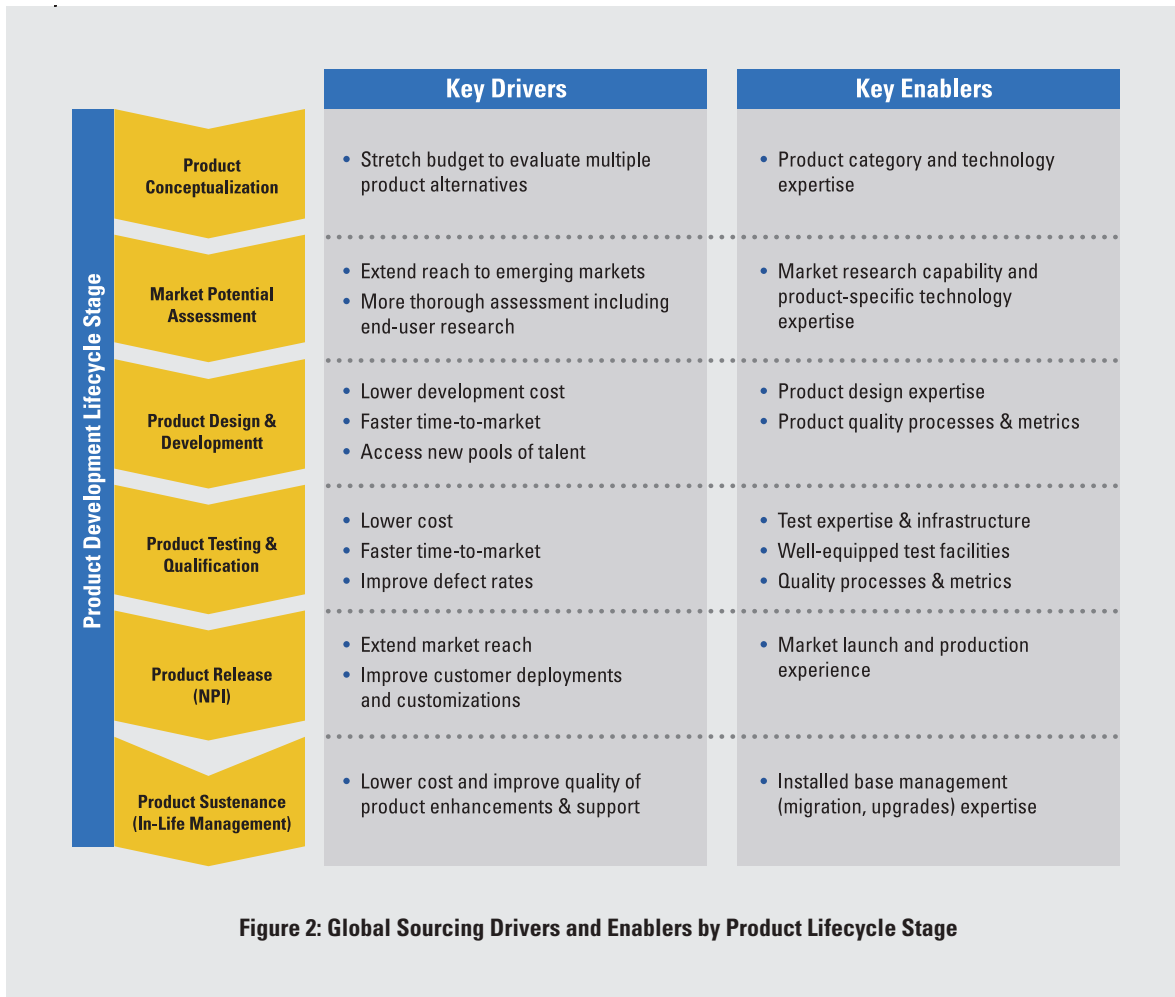 Key Drivers
Key Enablers
Product Development Lifecycle Stage
Product
Conceptualization
• Stretch budget to evaluate multiple
product alternatives
• Product category and technology
expertise
Market Potential
Assessment
• Extend reach to emerging markets
• More thorough assessment including
end-user research
• Market research capability and
product-specific technology
expertise
Product Design &
Developmentt
• Lower development cost
• Faster time-to-market
• Access new pools of talent
• Product design expertise
• Product quality processes & metrics
Product Testing &
Qualification
• Lower cost
• Faster time-to-market
• Improve defect rates
• Test expertise & infrastructure
• Well-equipped test facilities
• Quality processes & metrics
Product Release
(NPI)
• Extend market reach
• Improve customer deployments
and customizations
• Market launch and production
experience
Product Sustenance
(In-Life Management)
• Lower cost and improve quality of
product enhancements & support
• Installed base management
(migration, upgrades) expertise
Figure 2: Global Sourcing Drivers and Enablers by Product Lifecycle Stage